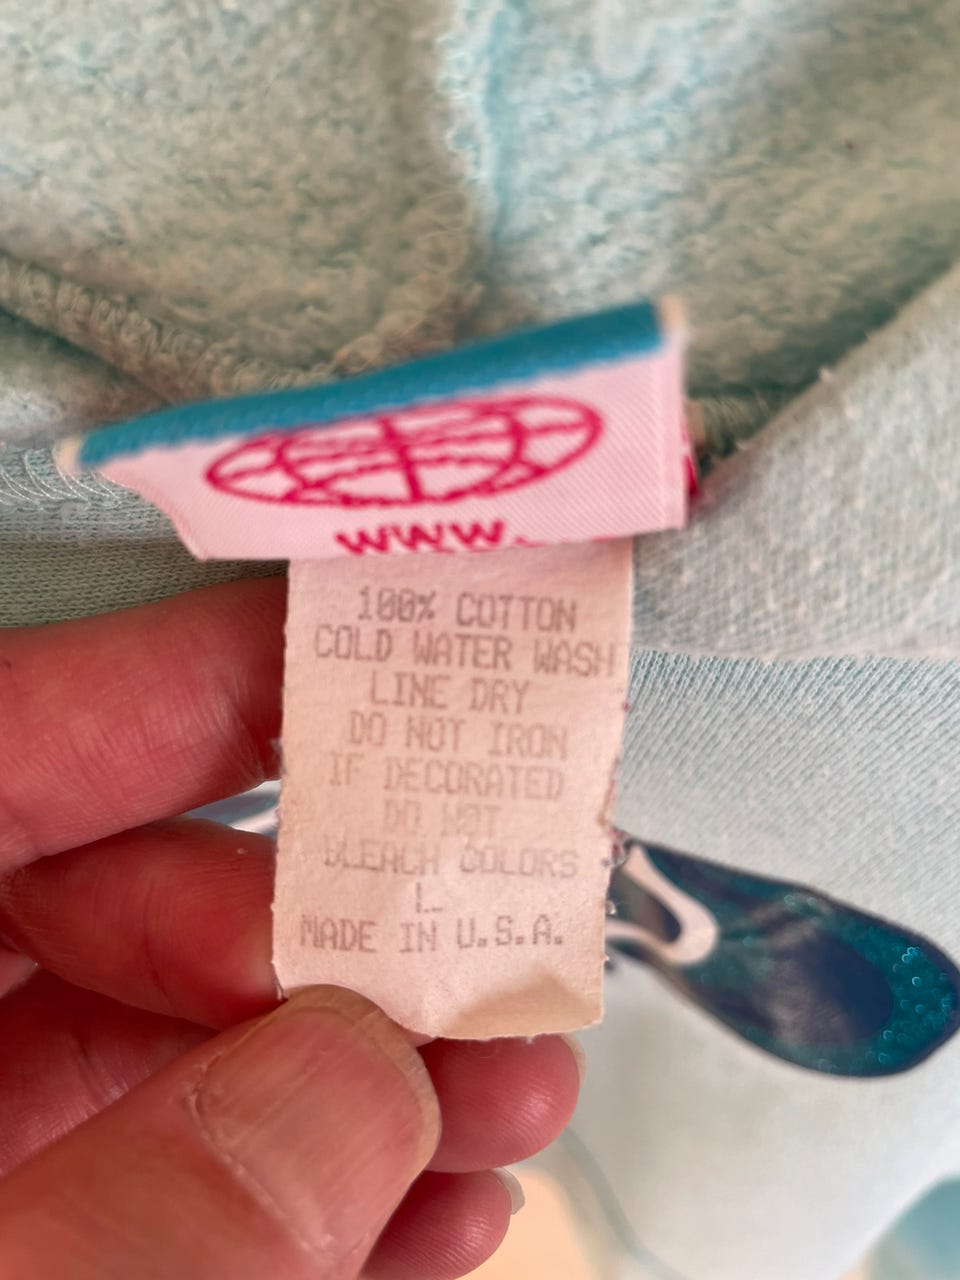 WWW.
100% COTTON
COLD WATER WASH
LINE DRY
DO NOT IRON
IF DECORATED
DO NOT
BLEACH COLORS
L
MADE IN U.S.A.